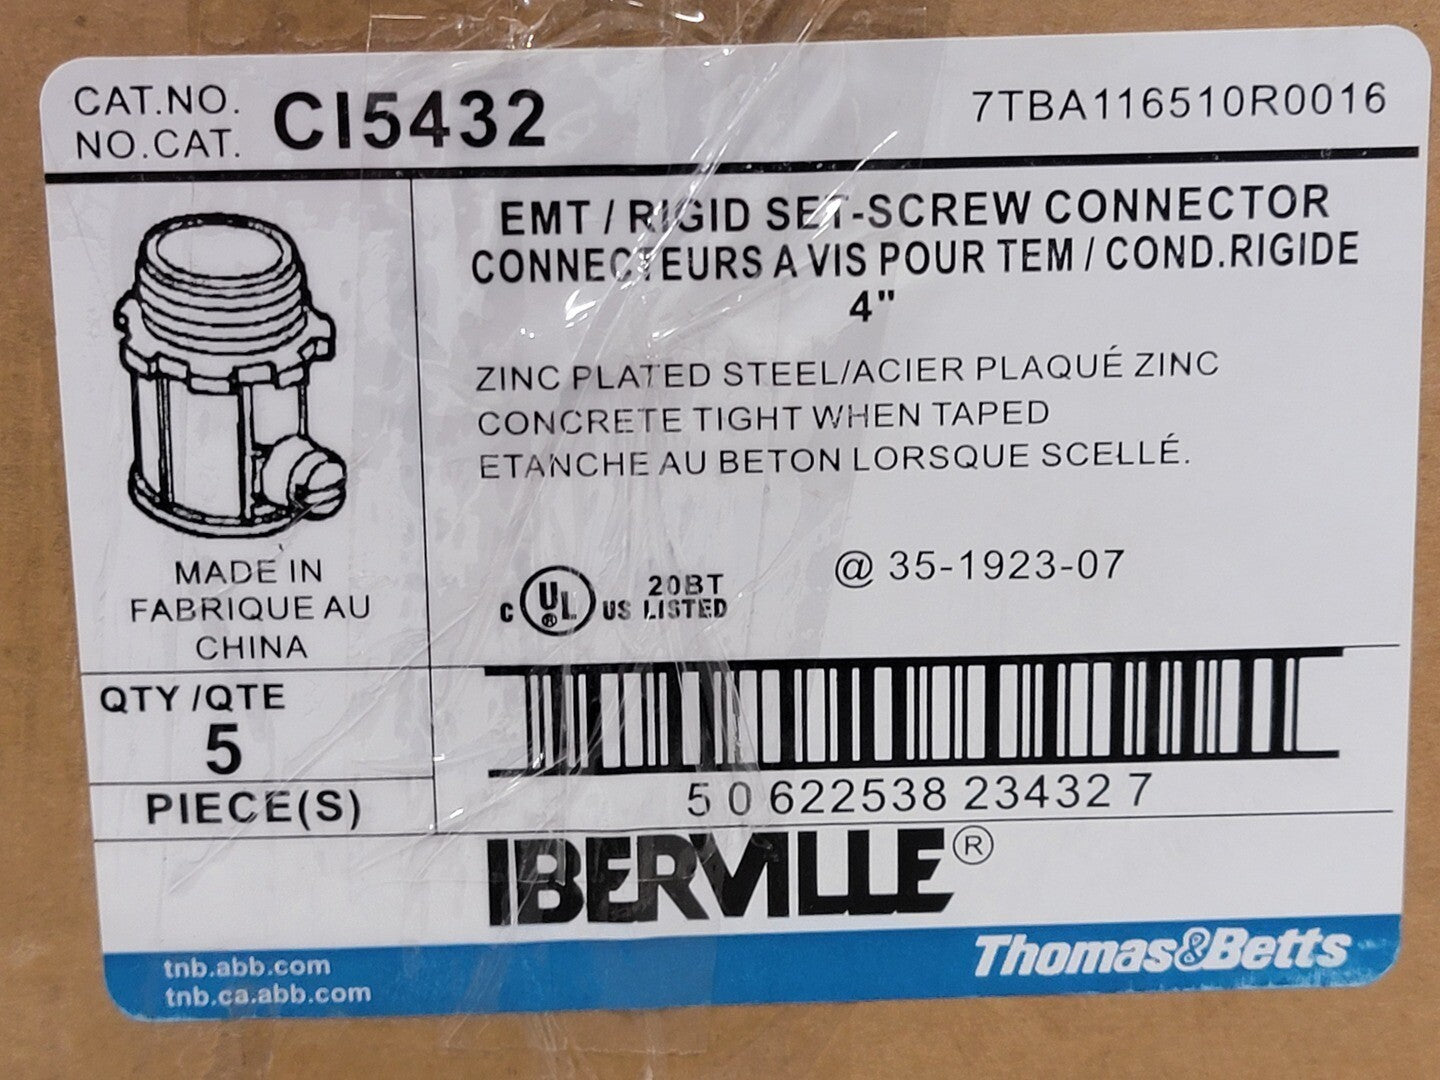 CAT.NO.
NO.CAT.
CI5432
7TBA116510R0016
EMT / RIGID SET-SCREW CONNECTOR
CONNECTEURS A VIS POUR TEM / COND.RIGIDE
4"
ZINC PLATED STEEL/ACIER PLAQUÉ ZINC
CONCRETE TIGHT WHEN TAPED
ETANCHE AU BETON LORSQUE SCELLÉ.
MADE IN
FABRIQUE AU
CHINA
C UL ® US 20BT
LISTED
@ 35-1923-07
QTY /QTE
5
PIECE(S)
5 0 622538 23432 7
IBERVILLE®
tnb.abb.com
tnb.ca.abb.com
Thomas&Betts